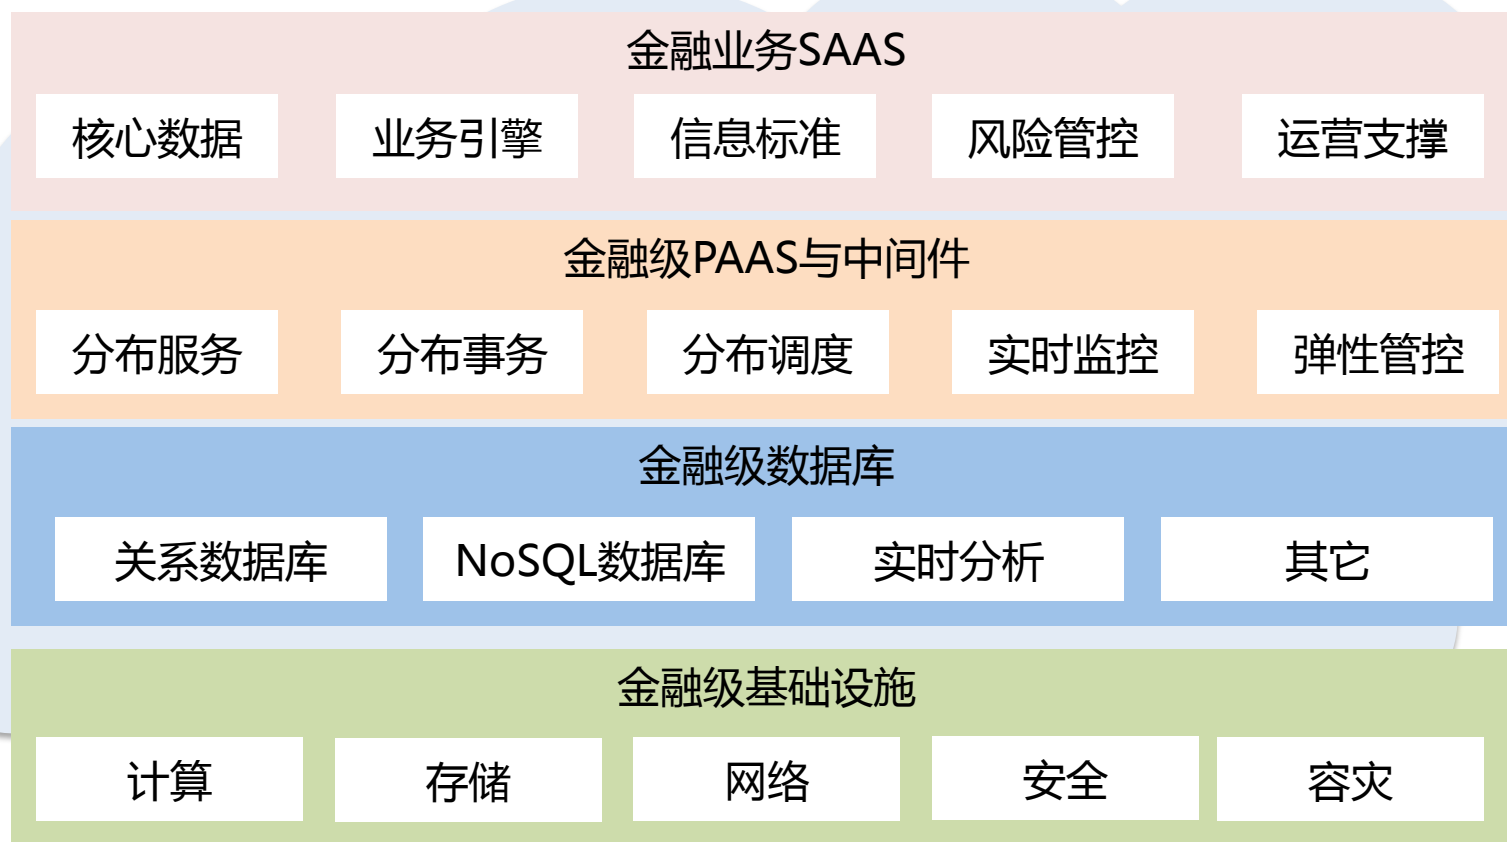 金融业务SAAS
核心数据 业务引擎 信息标准 风险管控 运营支撑
金融级PAAS与中间件
分布服务 分布事务 分布调度 实时监控 弹性管控
金融级数据库
关系数据库 NoSQL数据库 实时分析 其它
金融级基础设施
计算 存储 网络 安全 容灾